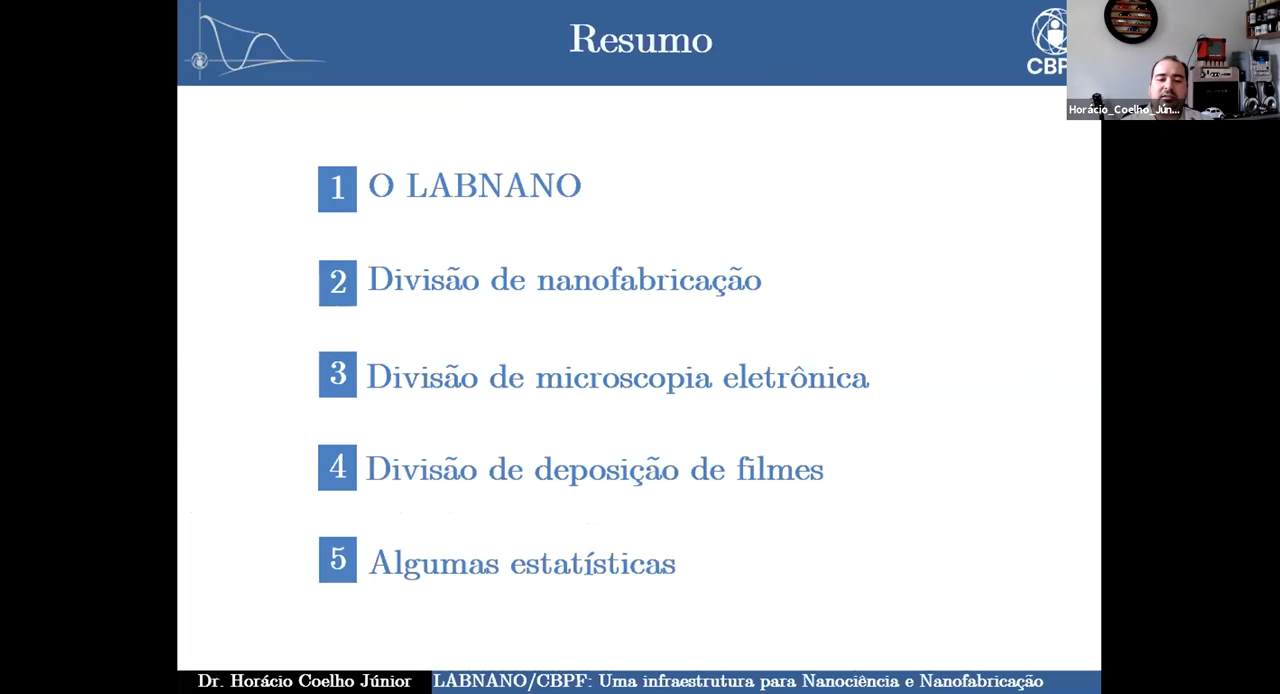 Resumo
CBP
Horácio_Coelho_Jún...
1 O LABNANO
2 Divisão de nanofabricação
3 Divisão de microscopia eletrônica
4 Divisão de deposição de filmes
5 Algumas estatísticas
Dr. Horácio Coelho Júnior LABNANO/CBPF: Uma infraestrutura para Nanociência e Nanofabricação